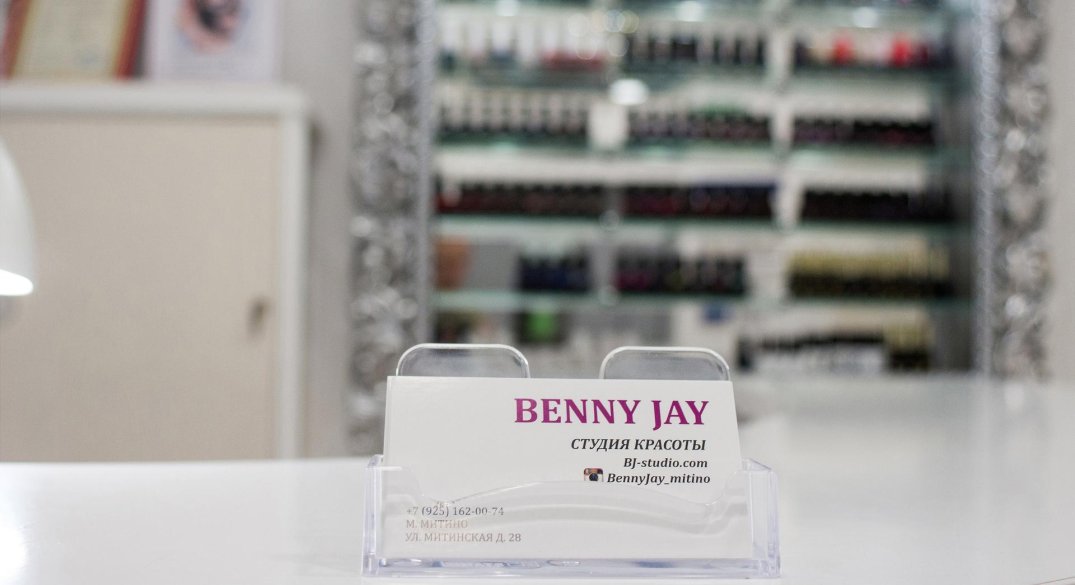 BENNY JAY
СТУДИЯ КРАСОТЫ
BJ-studio.com
BennyJay_mitino
+7 (925) 162-00-74
М. МИТИНО
УЛ. МИТИНСКАЯ Д. 28